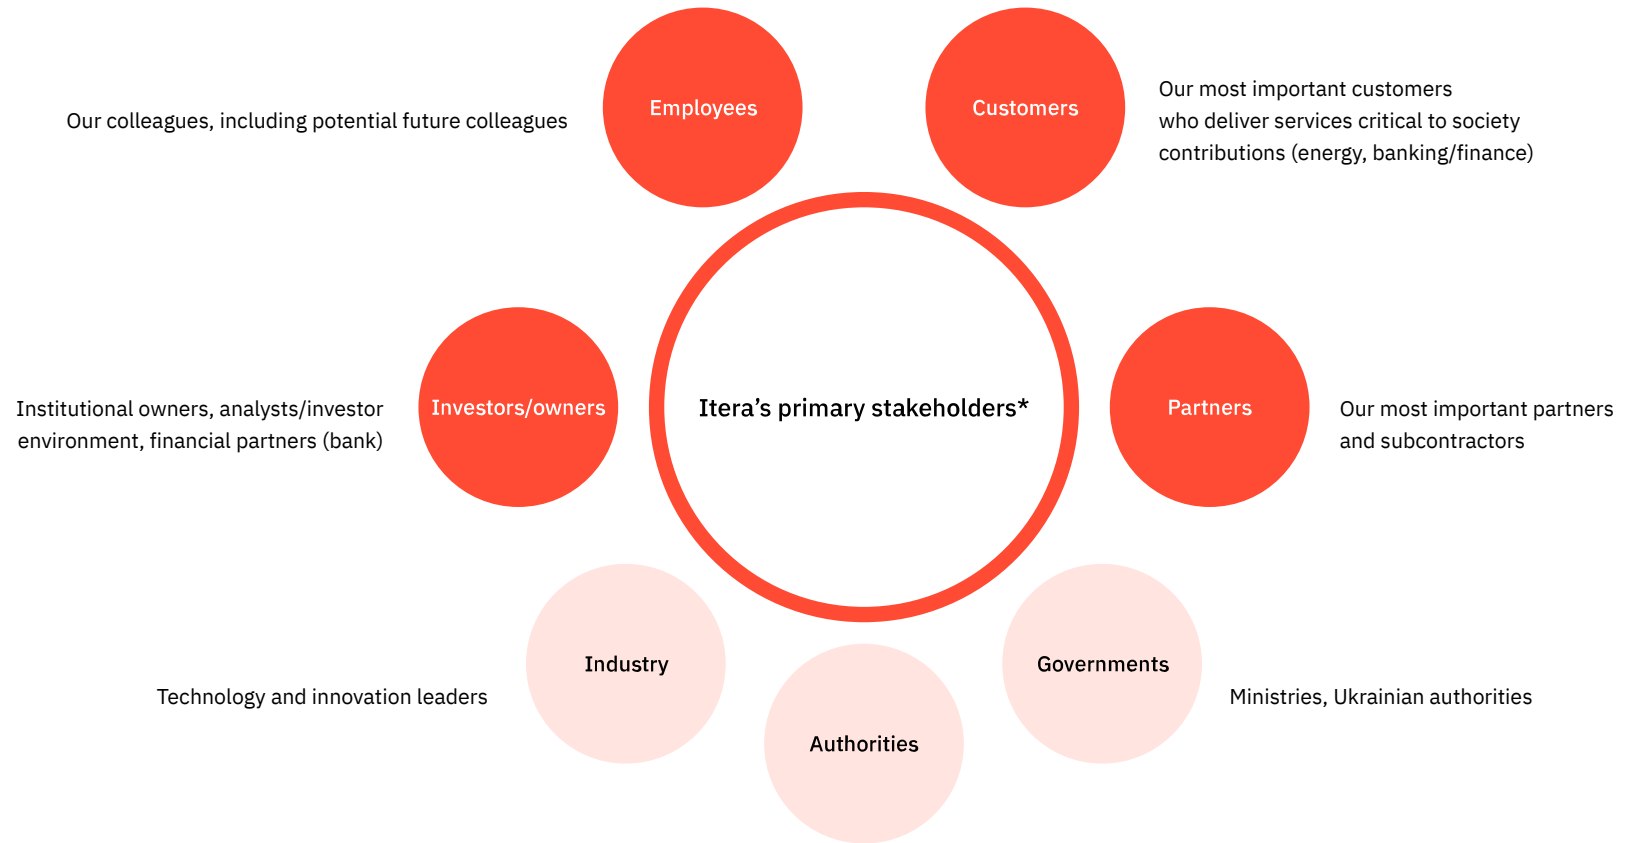 Employees
Customers
Our colleagues, including potential future colleagues
Our most important customers
who deliver services critical to society
contributions (energy, banking/finance)
Investors/owners
Institutional owners, analysts/investor
environment, financial partners (bank)
Itera’s primary stakeholders*
Partners
Our most important partners
and subcontractors
Industry
Technology and innovation leaders
Authorities
Governments
Ministries, Ukrainian authorities